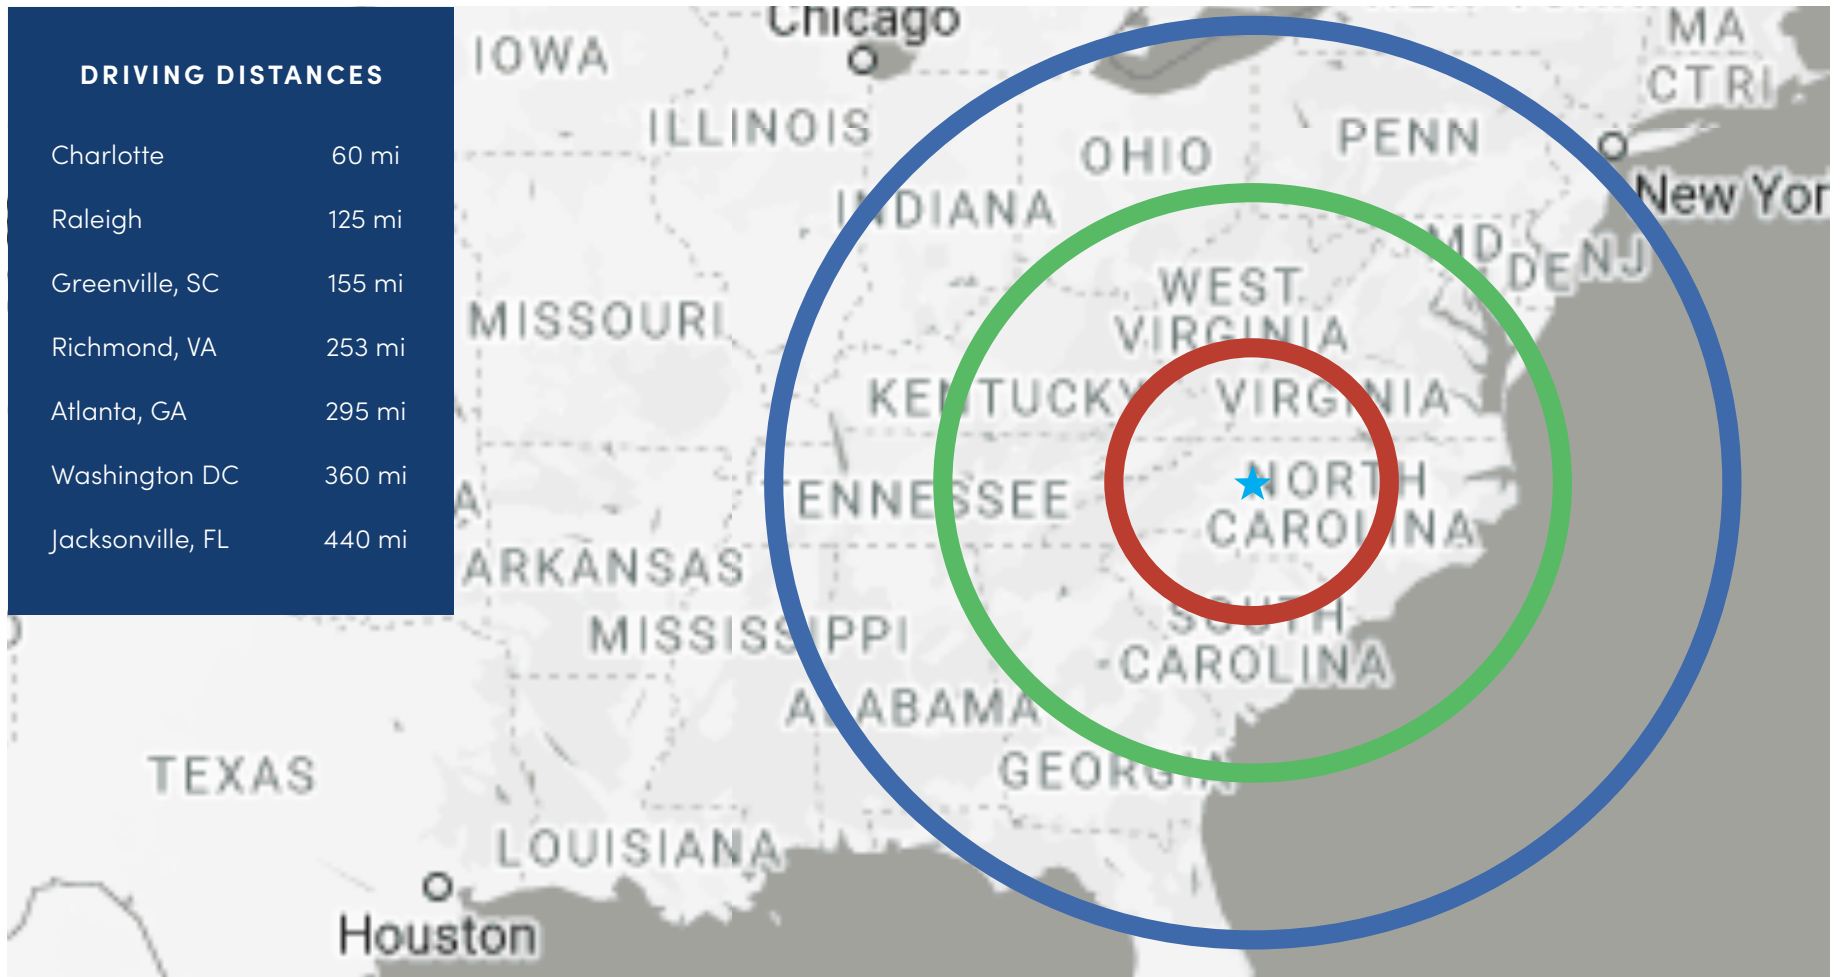 DRIVING DISTANCES
Charlotte 60 mi
Raleigh 125 mi
Greenville, SC 155 mi
Richmond, VA 253 mi
Atlanta, GA 295 mi
Washington DC 360 mi
Jacksonville, FL 440 mi
Chicago
IOWA
MA
CT RI
ILLINOIS
OHIO
PENN
INDIANA
New Yor
MD
DE NJ
WEST
VIRGINIA
MISSOURI
KENTUCKY
VIRGINIA
TENNESSEE
NORTH
CAROLINA
ARKANSAS
MISSISSIPPI
SOUTH
CAROLINA
ALABAMA
GEORGIA
TEXAS
LOUISIANA
Houston